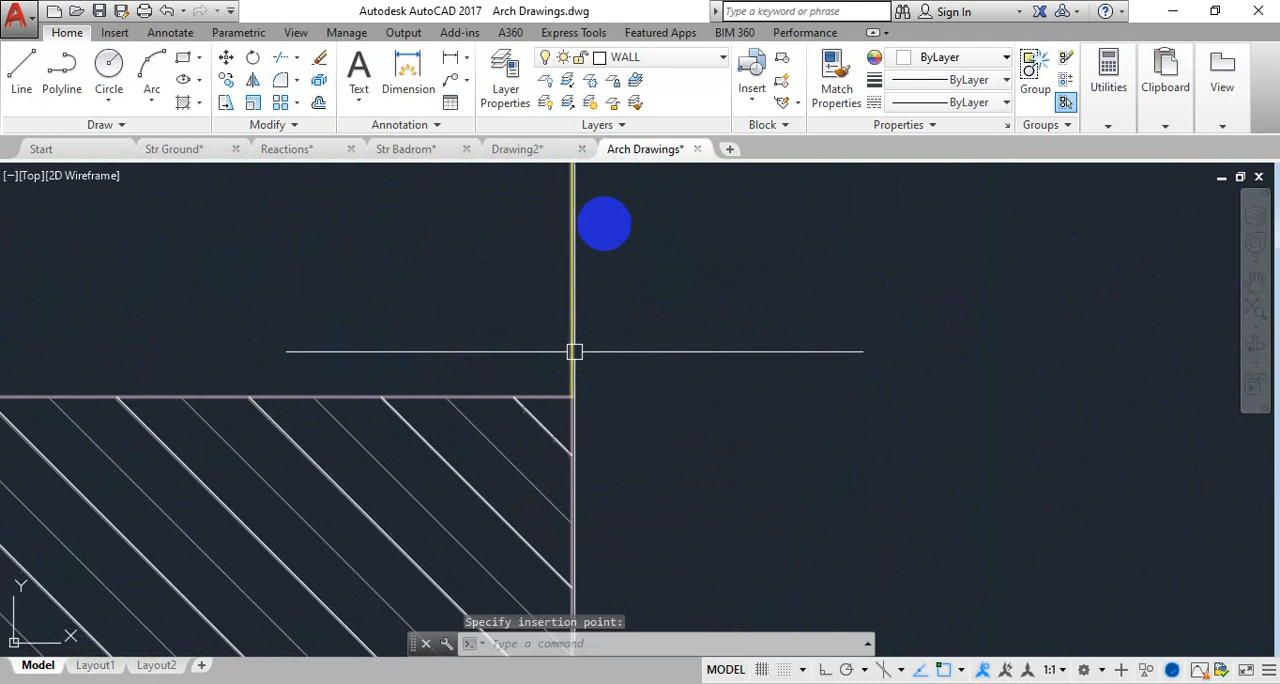 Autodesk AutoCAD 2017 Arch Drawings.dwg
Type a keyword or phrase
Sign In
Home Insert Annotate Parametric View Manage Output Add-ins A360 Express Tools Featured Apps BIM 360 Performance
Line Polyline Circle Arc
Text Dimension
Layer Properties
WALL
Insert
Match Properties
ByLayer
ByLayer
ByLayer
Group
Utilities Clipboard View
Draw Modify Annotation Layers Block Properties Groups
Start Str Ground* Reactions* Str Badrom* Drawing2* Arch Drawings*
[−][Top][2D Wireframe]
Y
X
Specify insertion point:
Type a command
Model Layout1 Layout2
MODEL 1:1